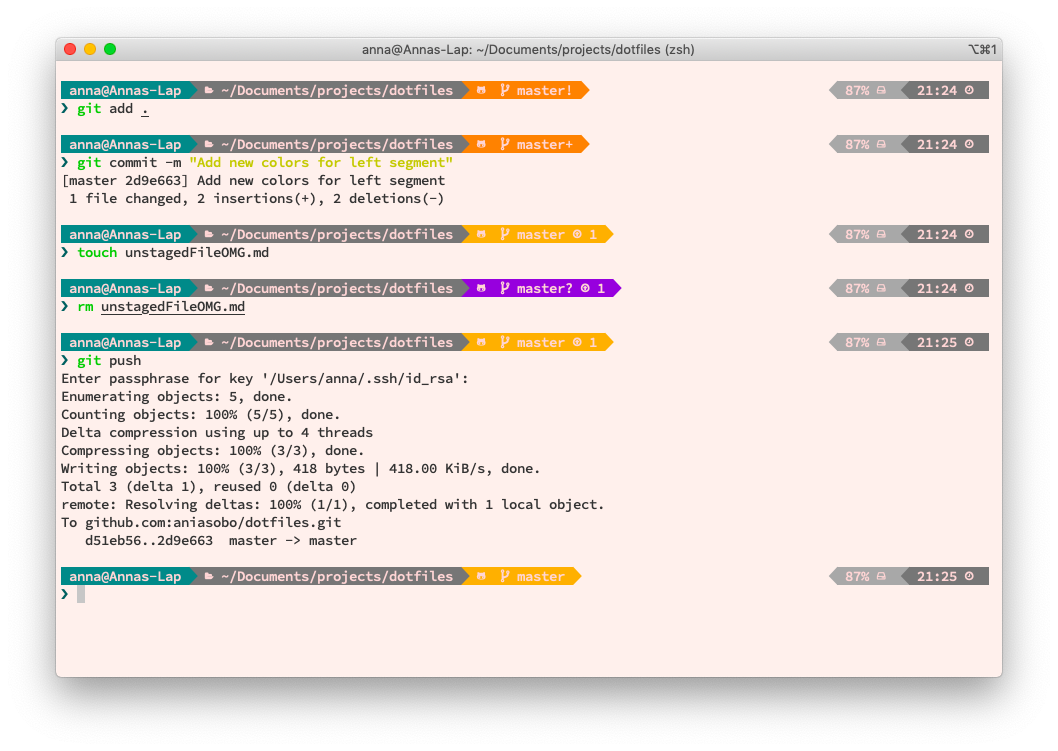 anna@Annas-Lap: ~/Documents/projects/dotfiles (zsh) ⌥⌘1
anna@Annas-Lap ~/Documents/projects/dotfiles master! 87% 21:24
❯ git add .
anna@Annas-Lap ~/Documents/projects/dotfiles master+ 87% 21:24
❯ git commit -m "Add new colors for left segment"
[master 2d9e663] Add new colors for left segment
1 file changed, 2 insertions(+), 2 deletions(-)
anna@Annas-Lap ~/Documents/projects/dotfiles master 1 87% 21:24
❯ touch unstagedFileOMG.md
anna@Annas-Lap ~/Documents/projects/dotfiles master? 1 87% 21:24
❯ rm unstagedFileOMG.md
anna@Annas-Lap ~/Documents/projects/dotfiles master 1 87% 21:25
❯ git push
Enter passphrase for key '/Users/anna/.ssh/id_rsa':
Enumerating objects: 5, done.
Counting objects: 100% (5/5), done.
Delta compression using up to 4 threads
Compressing objects: 100% (3/3), done.
Writing objects: 100% (3/3), 418 bytes | 418.00 KiB/s, done.
Total 3 (delta 1), reused 0 (delta 0)
remote: Resolving deltas: 100% (1/1), completed with 1 local object.
To github.com:aniasobo/dotfiles.git
d51eb56..2d9e663 master -> master
anna@Annas-Lap ~/Documents/projects/dotfiles master 87% 21:25
❯